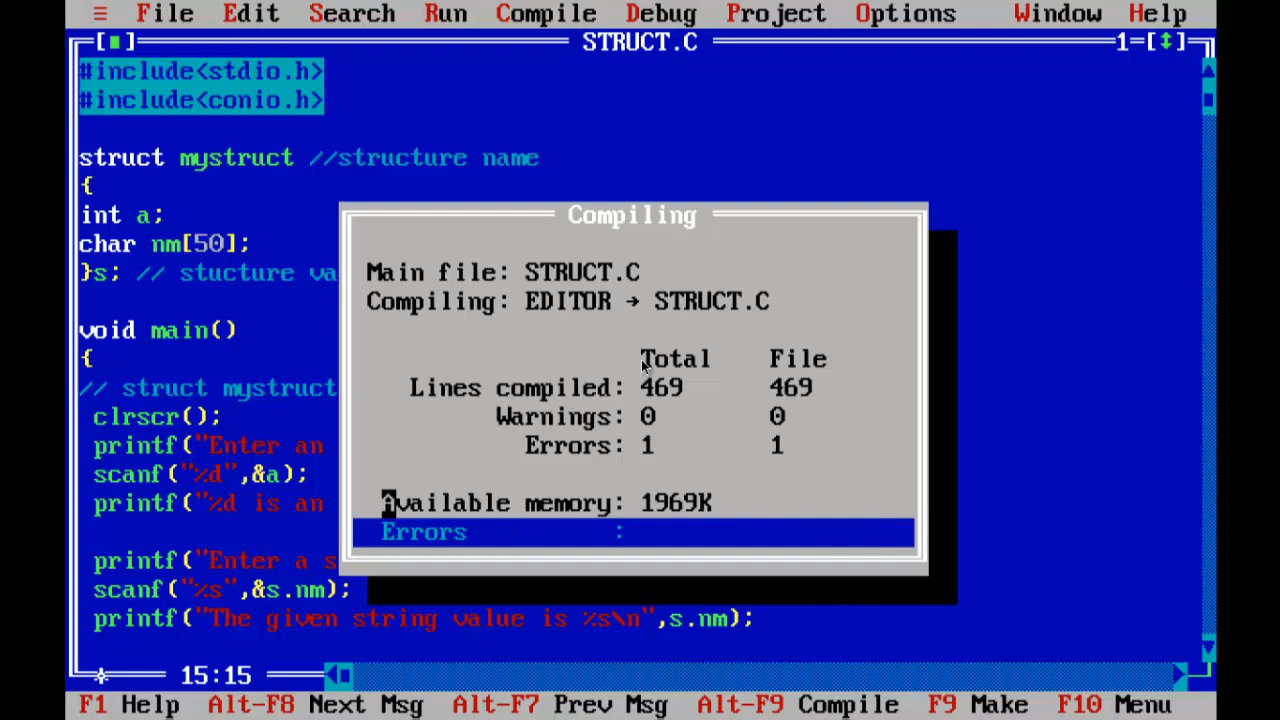 ≡ File Edit Search Run Compile Debug Project Options Window Help
[■] STRUCT.C 1=[↕]
#include<stdio.h>
#include<conio.h>
struct mystruct //structure name
{
int a;
char nm[50];
}s; // stucture va
void main()
{
// struct mystruct
clrscr();
printf("Enter an
scanf("%d",&a);
printf("%d is an
printf("Enter a s
scanf("%s",&s.nm);
printf("The given string value is %s\n",s.nm);
15:15
Compiling
Main file: STRUCT.C
Compiling: EDITOR → STRUCT.C
Total File
Lines compiled: 469 469
Warnings: 0 0
Errors: 1 1
Available memory: 1969K
Errors :
F1 Help Alt-F8 Next Msg Alt-F7 Prev Msg Alt-F9 Compile F9 Make F10 Menu